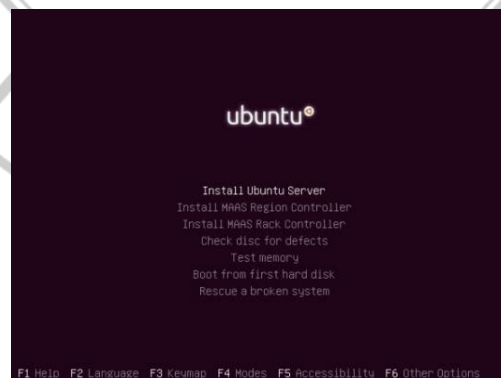 ubuntu
Install Ubuntu Server
Install MAAS Region Controller
Install MAAS Rack Controller
Check disc for defects
Test memory
Boot from first hard disk
Rescue a broken system
F1 Help F2 Language F3 Keymap F4 Modes F5 Accessibility F6 Other Options